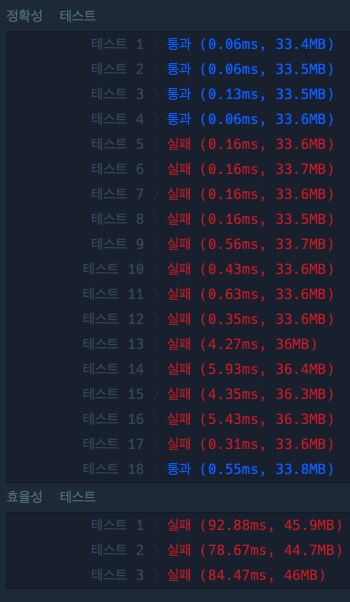 정확성 테스트
테스트 1 〉 통과 (0.06ms, 33.4MB)
테스트 2 〉 통과 (0.06ms, 33.5MB)
테스트 3 〉 통과 (0.13ms, 33.5MB)
테스트 4 〉 통과 (0.06ms, 33.6MB)
테스트 5 〉 실패 (0.16ms, 33.6MB)
테스트 6 〉 실패 (0.16ms, 33.7MB)
테스트 7 〉 실패 (0.16ms, 33.6MB)
테스트 8 〉 실패 (0.16ms, 33.5MB)
테스트 9 〉 실패 (0.56ms, 33.7MB)
테스트 10 〉 실패 (0.43ms, 33.6MB)
테스트 11 〉 실패 (0.63ms, 33.6MB)
테스트 12 〉 실패 (0.35ms, 33.6MB)
테스트 13 〉 실패 (4.27ms, 36MB)
테스트 14 〉 실패 (5.93ms, 36.4MB)
테스트 15 〉 실패 (4.35ms, 36.3MB)
테스트 16 〉 실패 (5.43ms, 36.3MB)
테스트 17 〉 실패 (0.31ms, 33.6MB)
테스트 18 〉 통과 (0.55ms, 33.8MB)
효율성 테스트
테스트 1 〉 실패 (92.88ms, 45.9MB)
테스트 2 〉 실패 (78.67ms, 44.7MB)
테스트 3 〉 실패 (84.47ms, 46MB)